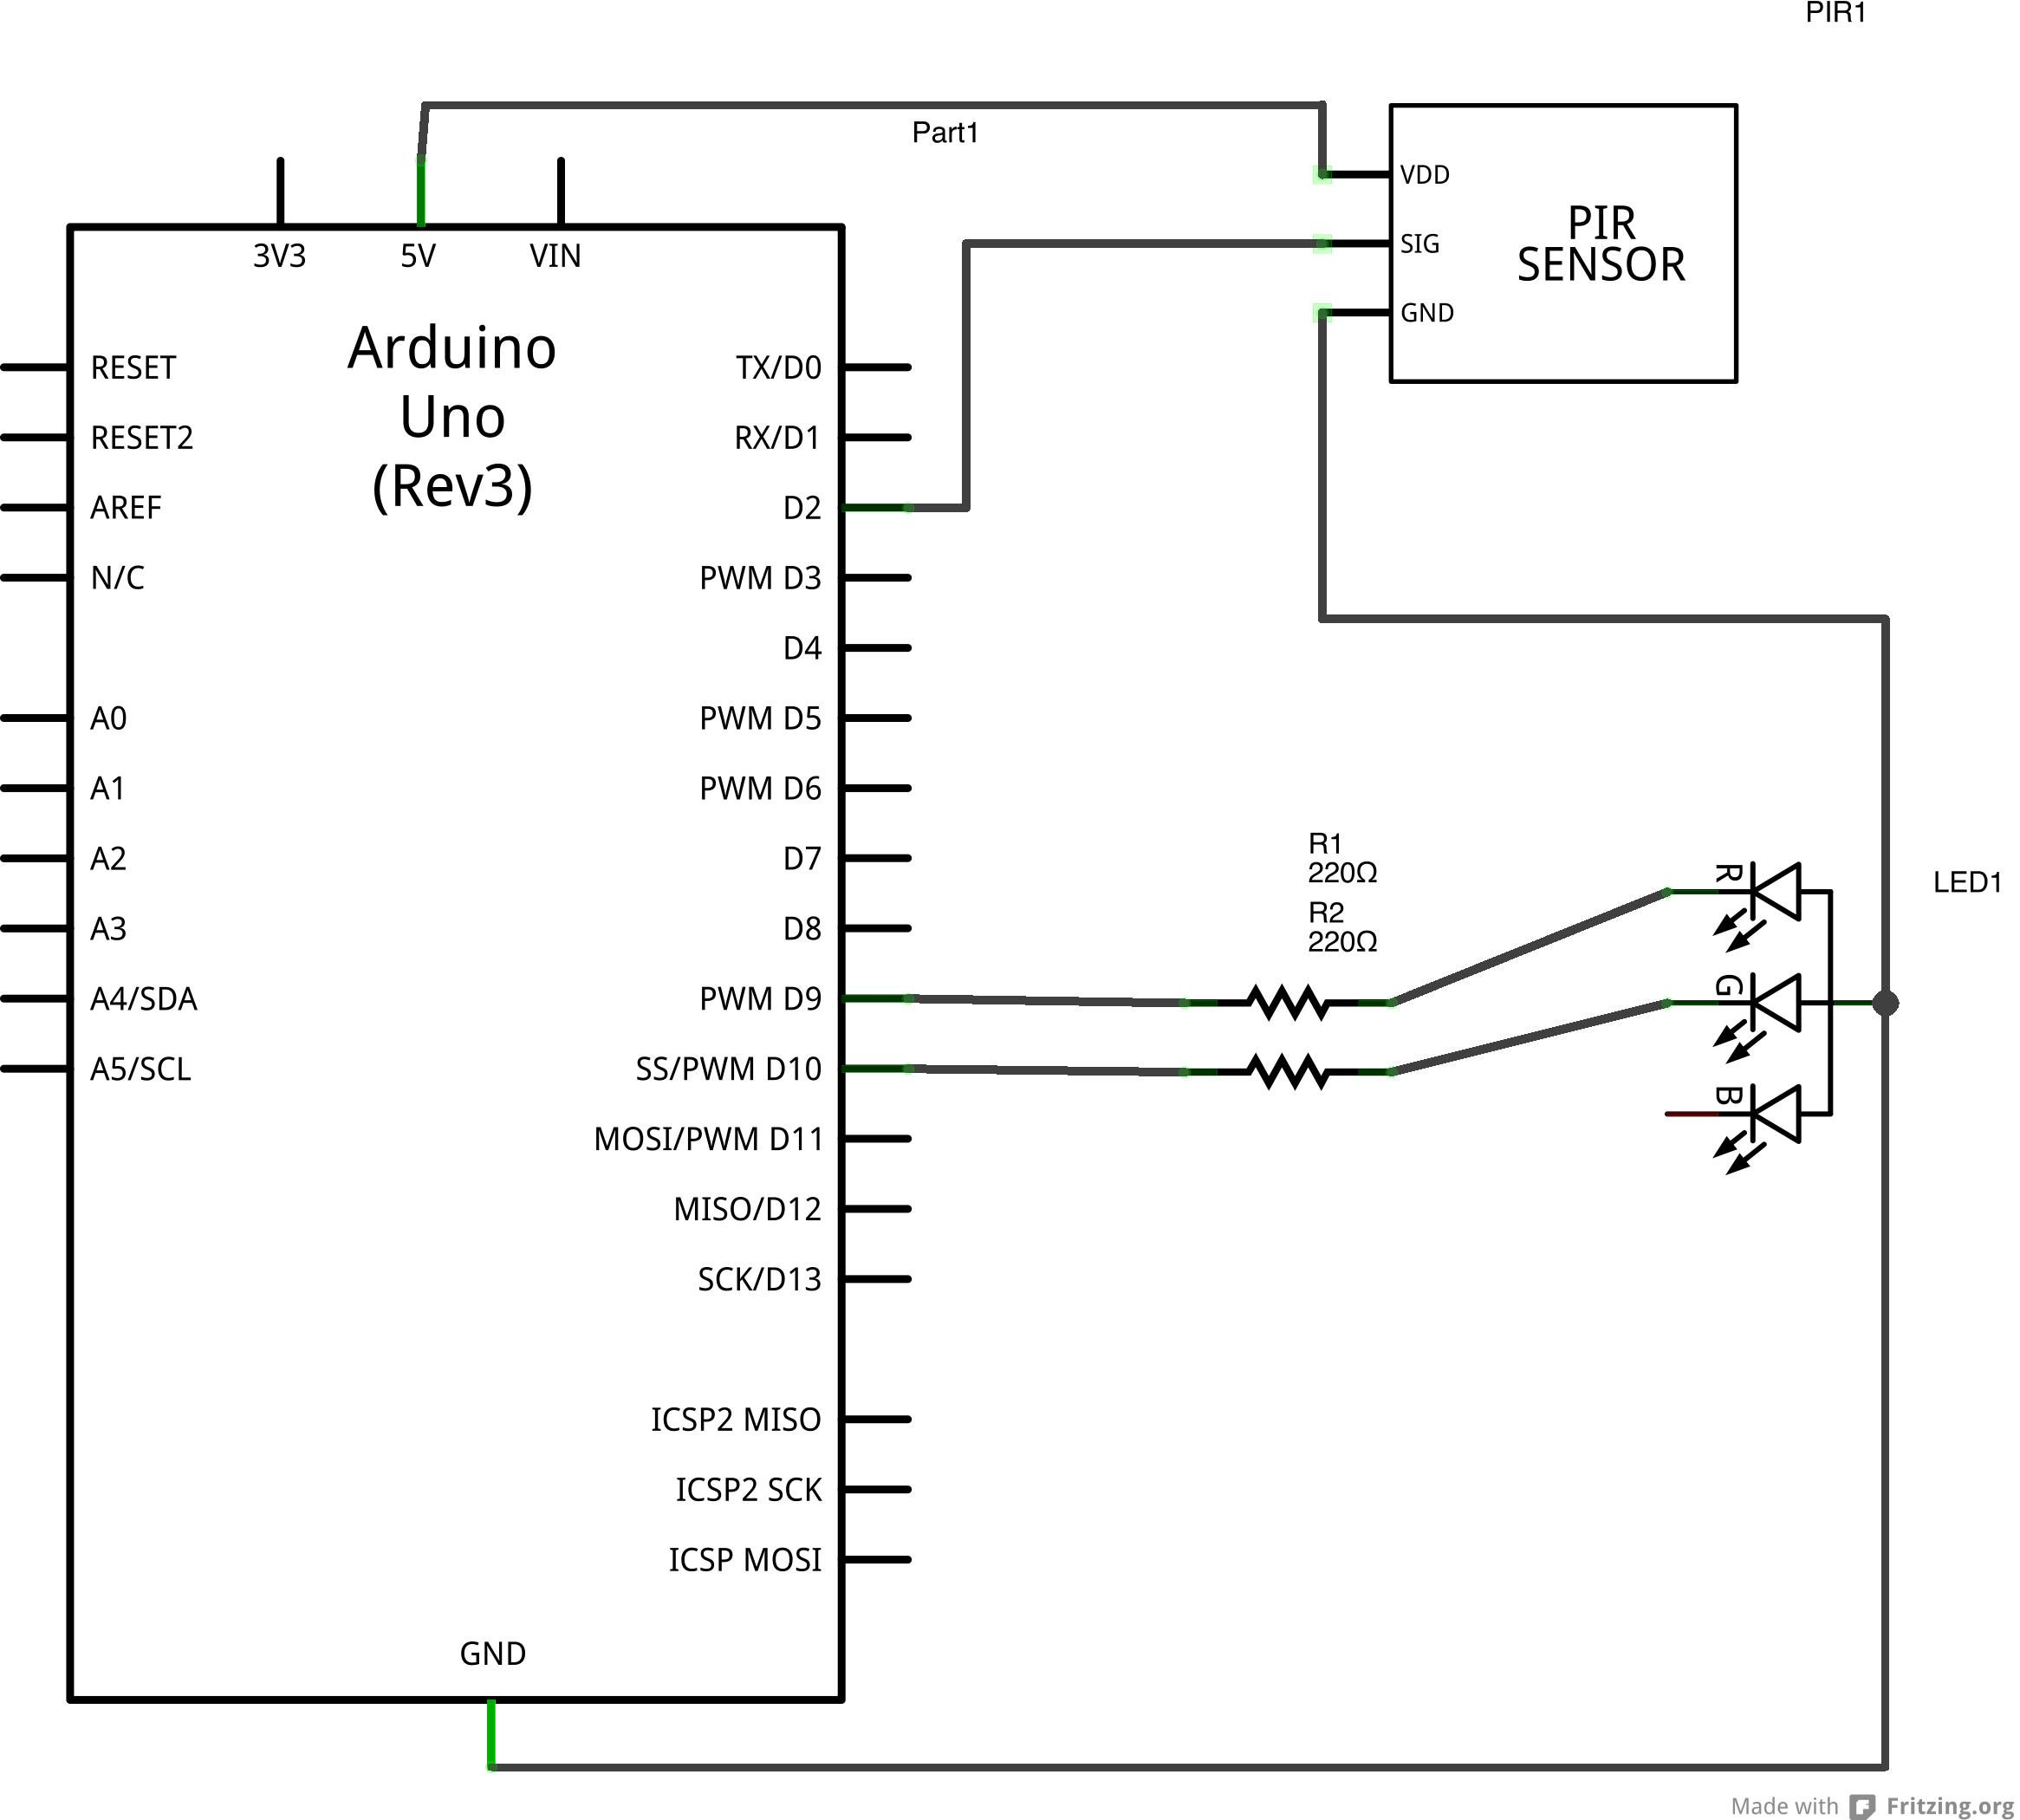 PIR1
Part1
VDD
SIG
GND
PIR
SENSOR
3V3
5V
VIN
Arduino
Uno
(Rev3)
RESET
RESET2
AREF
N/C
A0
A1
A2
A3
A4/SDA
A5/SCL
TX/D0
RX/D1
D2
PWM D3
D4
PWM D5
PWM D6
D7
D8
PWM D9
SS/PWM D10
MOSI/PWM D11
MISO/D12
SCK/D13
ICSP2 MISO
ICSP2 SCK
ICSP MOSI
GND
R1
220Ω
R2
220Ω
R
G
B
LED1
Made with Fritzing.org